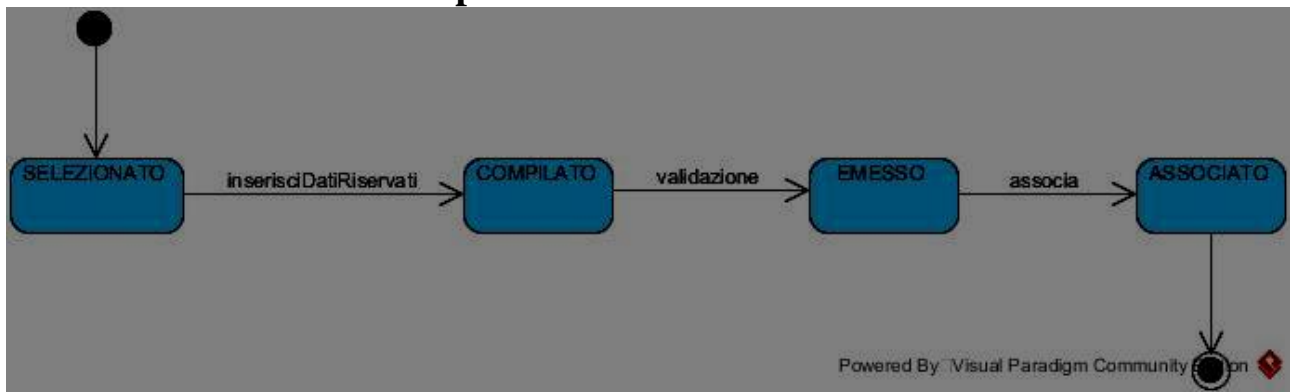 SELEZIONATO
inserisciDatiRiservati
COMPILATO
validazione
EMESSO
associa
ASSOCIATO
Powered By Visual Paradigm Community